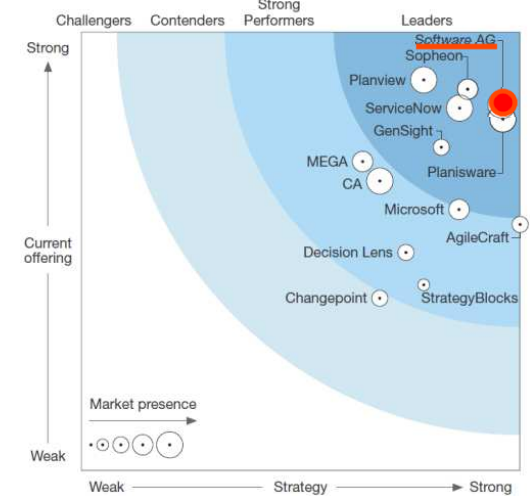 Challengers
Contenders
Strong
Performers
Leaders
Strong
Software AG
Sopheon
Planview
ServiceNow
GenSight
MEGA
Planisware
CA
Microsoft
AgileCraft
Current
offering
Decision Lens
Changepoint
StrategyBlocks
Market presence
Weak
Weak
Strategy
Strong